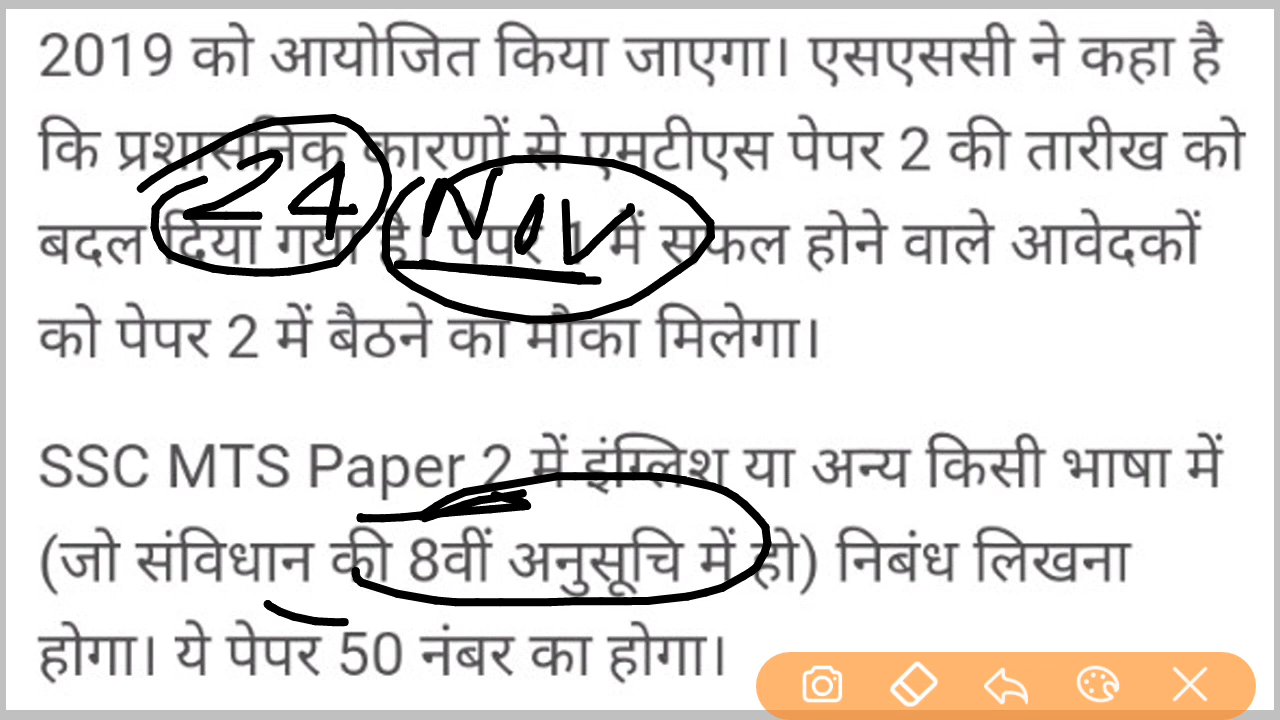 2019 को आयोजित किया जाएगा। एसएससी ने कहा है
कि प्रशासनिक कारणों से एमटीएस पेपर 2 की तारीख को
24 Nov
बदल दिया गया है। पेपर 1 में सफल होने वाले आवेदकों
को पेपर 2 में बैठने का मौका मिलेगा।
SSC MTS Paper 2 में इंग्लिश या अन्य किसी भाषा में
(जो संविधान की 8वीं अनुसूचि में हो) निबंध लिखना
होगा। ये पेपर 50 नंबर का होगा।